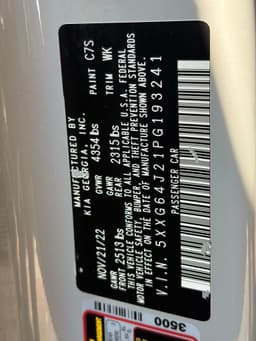 MANUFACTURED BY
KIA GEORGIA, INC.
PAINT C7S
TRIM WK
NOV/21/22
GVWR 4354 lbs
GAWR FRONT 2513 lbs
GAWR REAR 2315 lbs
THIS VEHICLE CONFORMS TO ALL APPLICABLE U.S.A. FEDERAL
VEHICLE SAFETY, BUMPER, AND THEFT PREVENTION STANDARDS
IN EFFECT ON THE DATE OF MANUFACTURE SHOWN ABOVE.
V.I.N. 5XXG64J21PG193241
PASSENGER CAR
3500